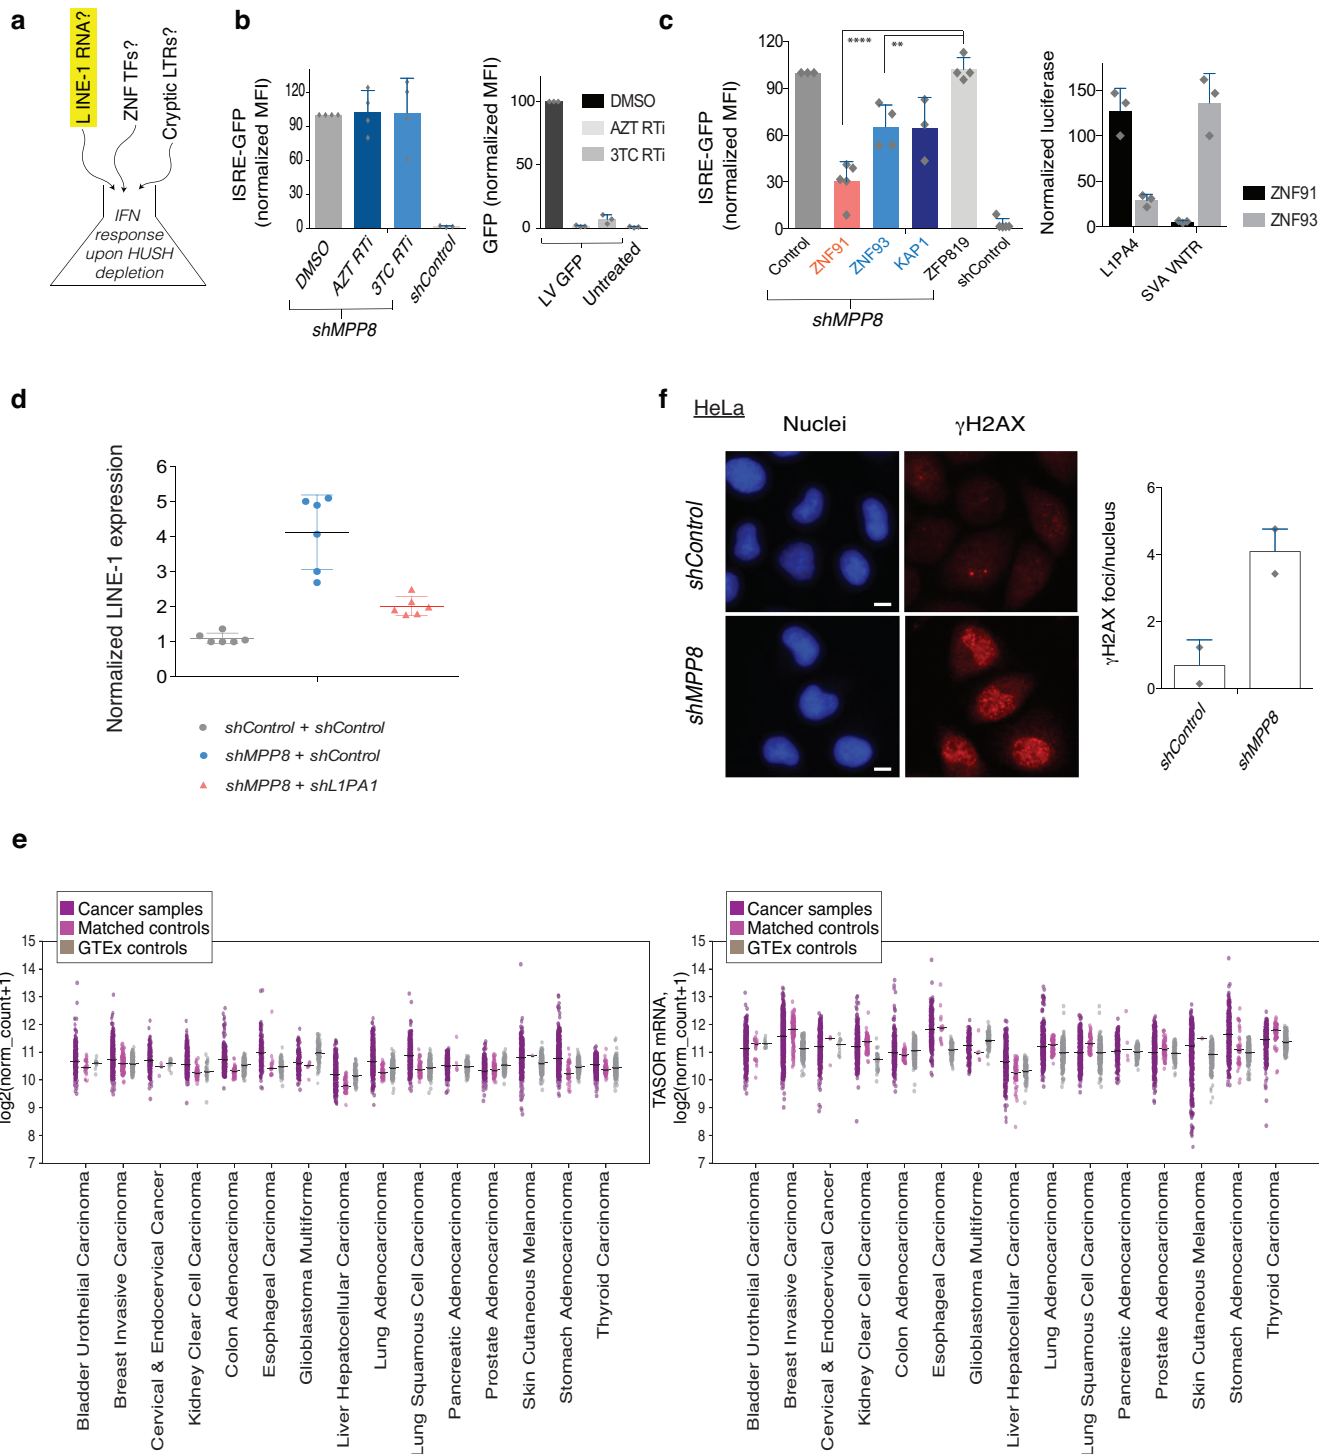 a
LINE-1 RNA?
ZNF TFs?
Cryptic LTRs?
IFN
response
upon HUSH
depletion
b
ISRE-GFP
(normalized MFI)
120
90
60
30
0
DMSO
AZT RTi
3TC RTi
shControl
shMPP8
GFP (normalized MFI)
100
50
0
DMSO
AZT RTi
3TC RTi
LV GFP
Untreated
c
ISRE-GFP
(normalized MFI)
120
90
60
30
0
****
**
Control
ZNF91
ZNF93
KAP1
ZFP819
shControl
shMPP8
Normalized luciferase
150
100
50
0
L1PA4
SVA VNTR
ZNF91
ZNF93
d
Normalized LINE-1 expression
6
5
4
3
2
1
0
shControl + shControl
shMPP8 + shControl
shMPP8 + shL1PA1
f
HeLa
Nuclei
γH2AX
shControl
shMPP8
γH2AX foci/nucleus
6
4
2
0
shControl
shMPP8
e
Cancer samples
Matched controls
GTEx controls
log2(norm_count+1)
15
14
13
12
11
10
9
8
7
Bladder Urothelial Carcinoma
Breast Invasive Carcinoma
Cervical & Endocervical Cancer
Kidney Clear Cell Carcinoma
Colon Adenocarcinoma
Esophageal Carcinoma
Glioblastoma Multiforme
Liver Hepatocellular Carcinoma
Lung Adenocarcinoma
Lung Squamous Cell Carcinoma
Pancreatic Adenocarcinoma
Prostate Adenocarcinoma
Skin Cutaneous Melanoma
Stomach Adenocarcinoma
Thyroid Carcinoma
Cancer samples
Matched controls
GTEx controls
TASOR mRNA,
log2(norm_count+1)
15
14
13
12
11
10
9
8
7
Bladder Urothelial Carcinoma
Breast Invasive Carcinoma
Cervical & Endocervical Cancer
Kidney Clear Cell Carcinoma
Colon Adenocarcinoma
Esophageal Carcinoma
Glioblastoma Multiforme
Liver Hepatocellular Carcinoma
Lung Adenocarcinoma
Lung Squamous Cell Carcinoma
Pancreatic Adenocarcinoma
Prostate Adenocarcinoma
Skin Cutaneous Melanoma
Stomach Adenocarcinoma
Thyroid Carcinoma